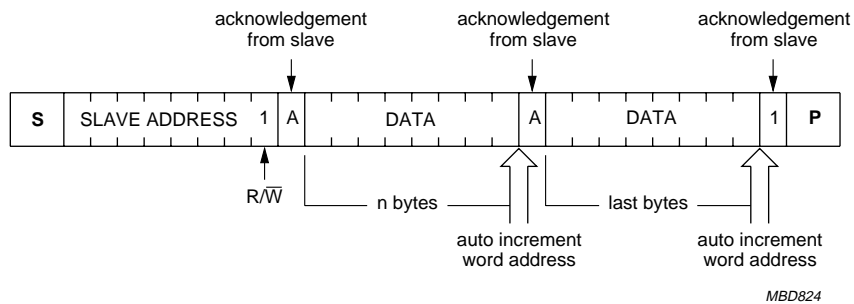 acknowledgement
from slave
acknowledgement
from slave
acknowledgement
from slave
S SLAVE ADDRESS 1 A DATA A DATA 1 P
R/W̅
n bytes
last bytes
auto increment
word address
auto increment
word address
MBD824